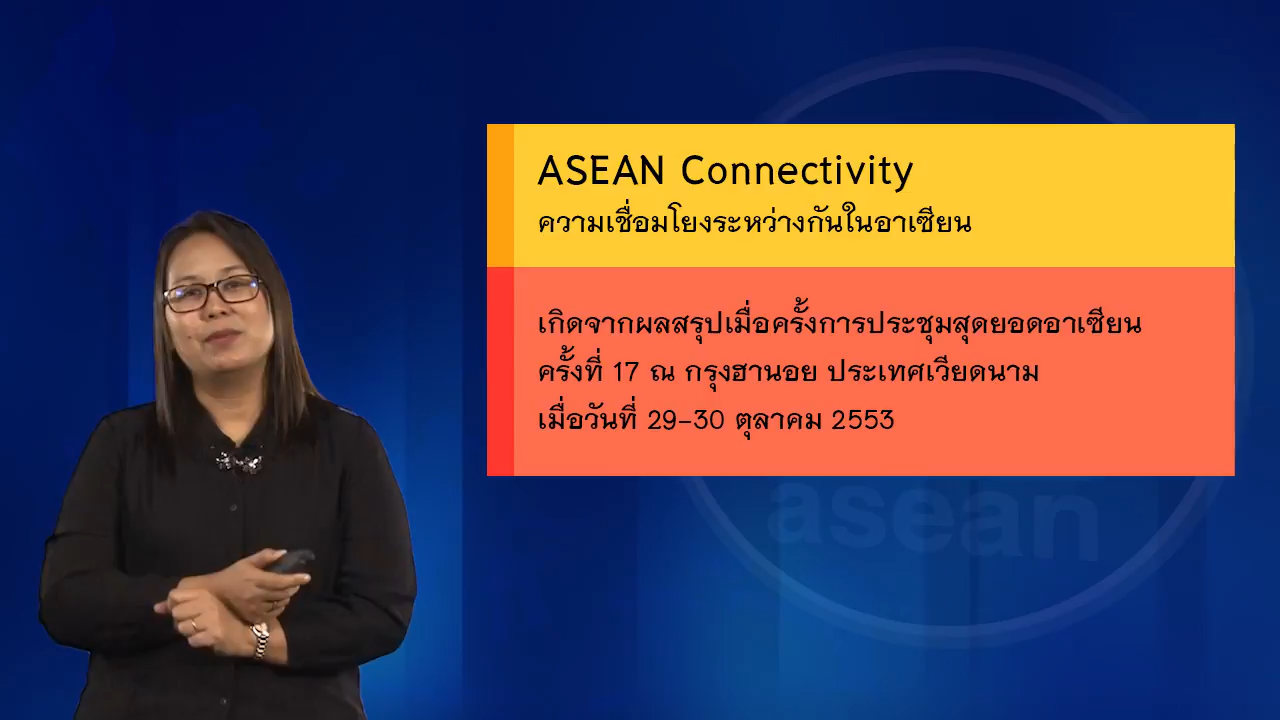 ASEAN Connectivity
ความเชื่อมโยงระหว่างกันในอาเซียน
เกิดจากผลสรุปเมื่อครั้งการประชุมสุดยอดอาเซียน
ครั้งที่ 17 ณ กรุงฮานอย ประเทศเวียดนาม
เมื่อวันที่ 29-30 ตุลาคม 2553
asean